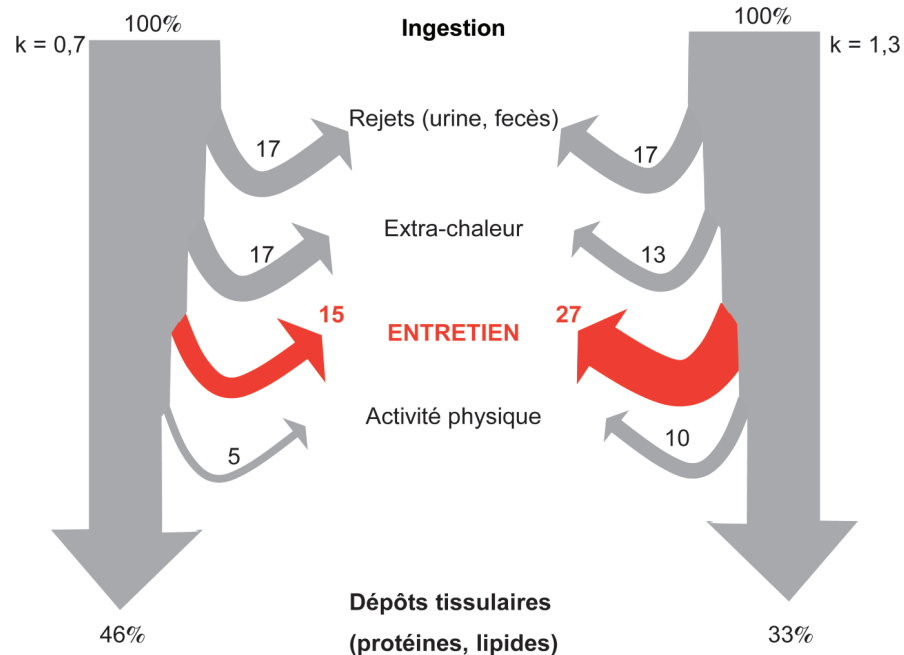 100%
Ingestion
100%
k = 0,7
k = 1,3
Rejets (urine, fecès)
17
17
Extra-chaleur
17
13
15
ENTRETIEN
27
Activité physique
5
10
Dépôts tissulaires
(protéines, lipides)
46%
33%